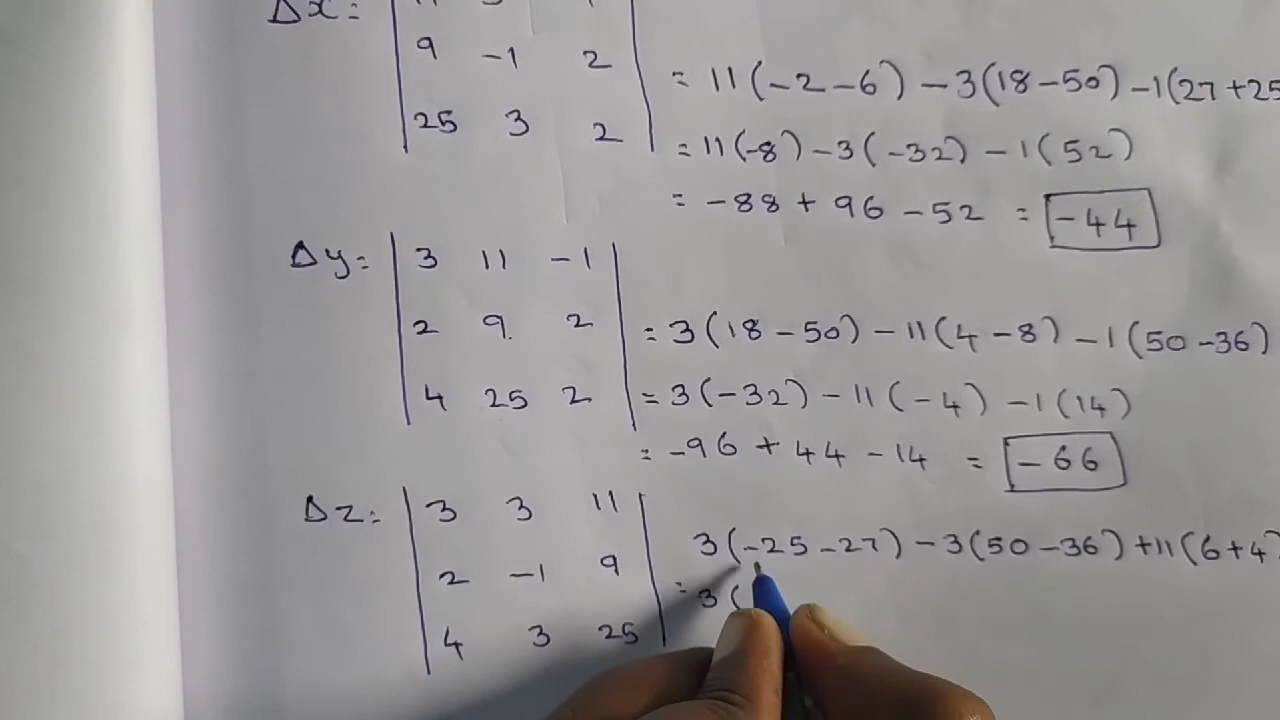 Δx =
9 -1 2
= 11(-2-6) -3(18-50) -1(27+25
25 3 2
= 11(-8) -3(-32) -1(52)
= -88 + 96 - 52 = -44
Δy = 3 11 -1
2 9 2 = 3(18-50) -11(4-8) -1(50-36)
4 25 2 = 3(-32) -11(-4) -1(14)
= -96 + 44 - 14 = -66
Δz = 3 3 11
3(-25-27) -3(50-36) +11(6+4)
2 -1 9
= 3(
4 3 25